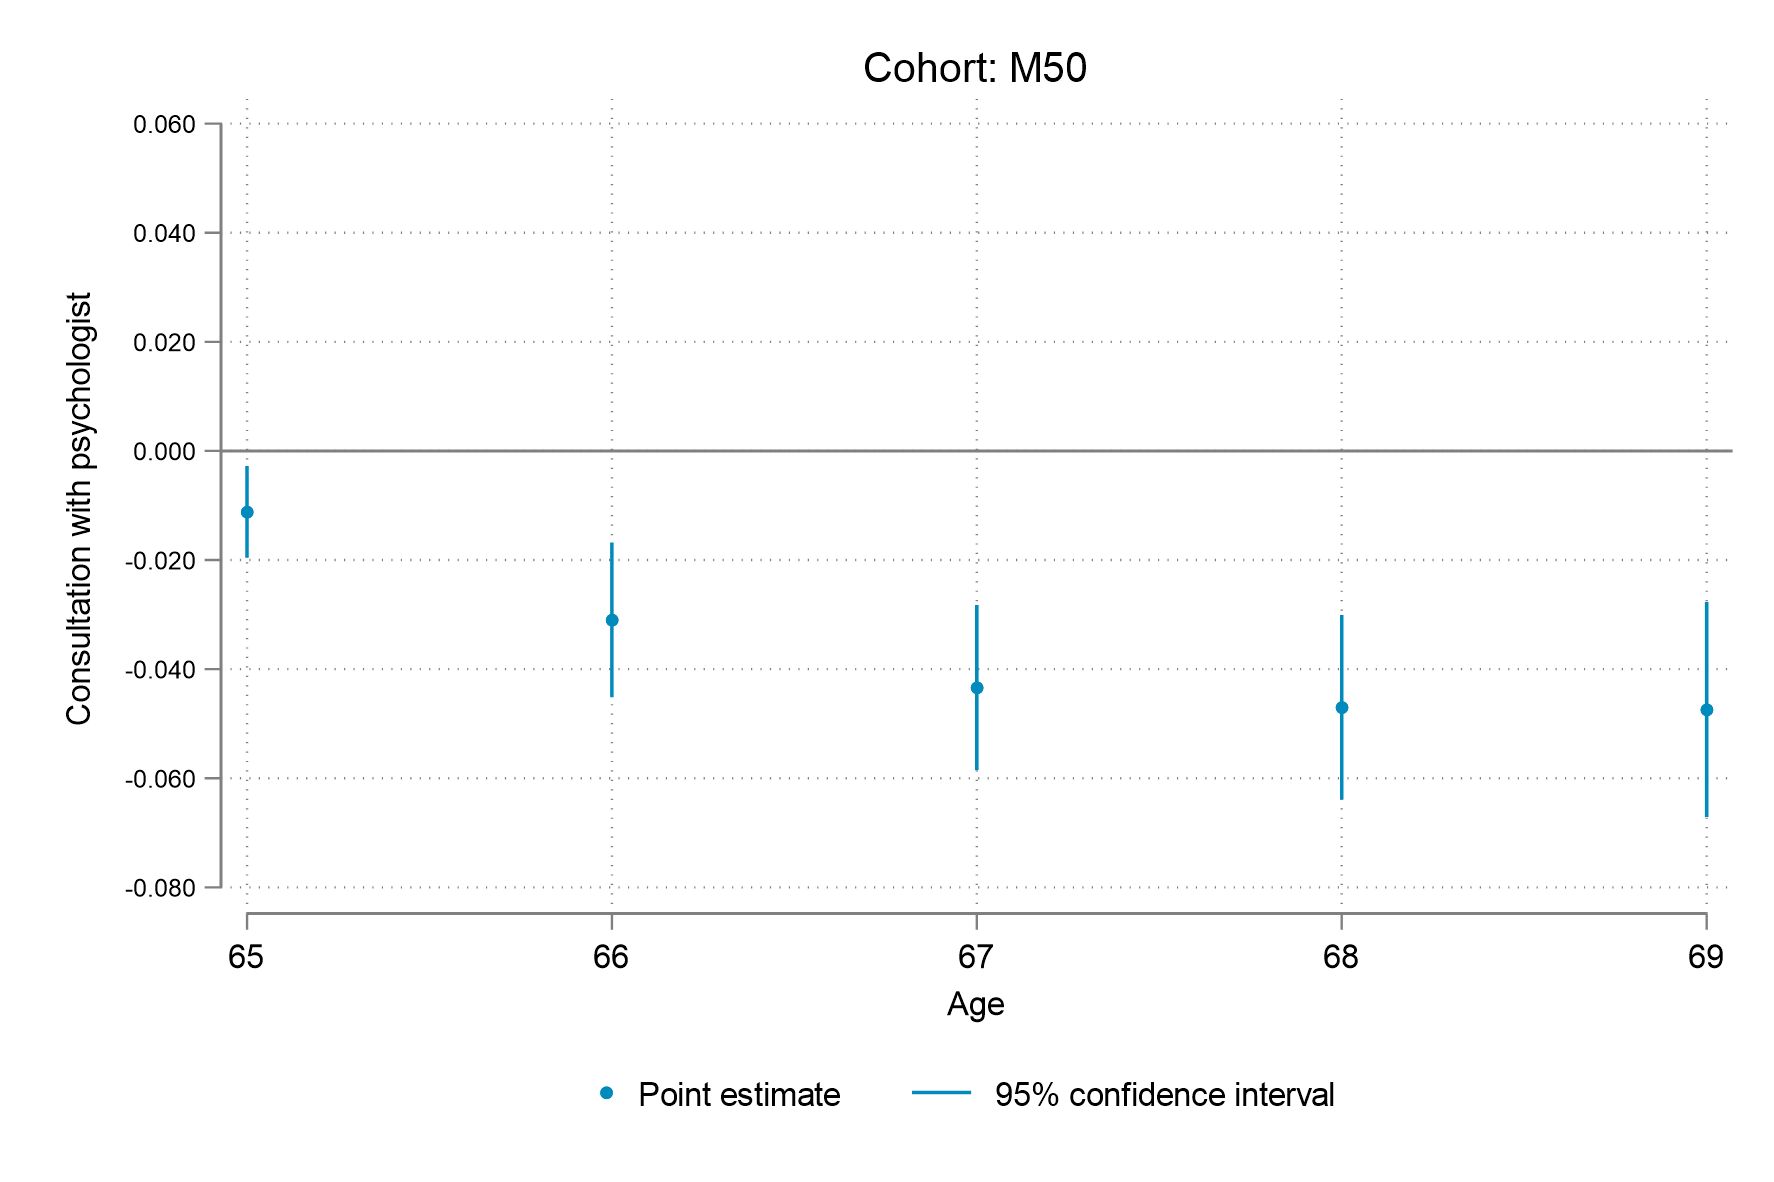 Cohort: M50
0.060
0.040
0.020
0.000
-0.020
-0.040
-0.060
-0.080
Consultation with psychologist
65 66 67 68 69
Age
Point estimate 95% confidence interval